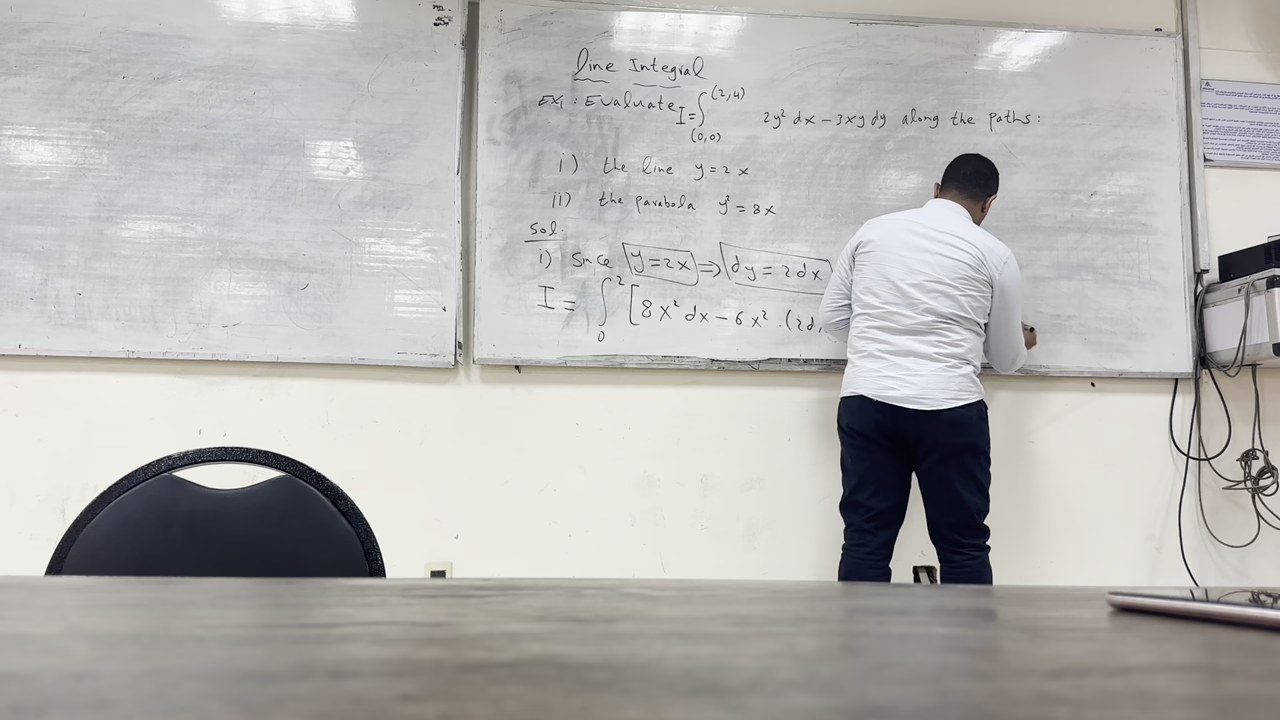 Line Integral
EX1 : Evaluate I = ∫_(0,0)^(2,4) 2y² dx − 3xy dy along the paths :
i) the line y = 2x
ii) the parabola y² = 8x
Sol.
i) Since y = 2x ⇒ dy = 2dx
I = ∫_0^2 [8x² dx − 6x² . (2d